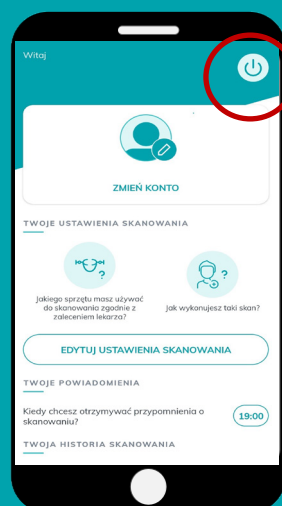 Witaj
ZMIEŃ KONTO
TWOJE USTAWIENIA SKANOWANIA
?
?
Jakiego sprzętu masz używać
do skanowania zgodnie z
zaleceniem lekarza?
Jak wykonujesz taki skan?
EDYTUJ USTAWIENIA SKANOWANIA
TWOJE POWIADOMIENIA
Kiedy chcesz otrzymywać przypomnienia o
skanowaniu?
19:00
TWOJA HISTORIA SKANOWANIA